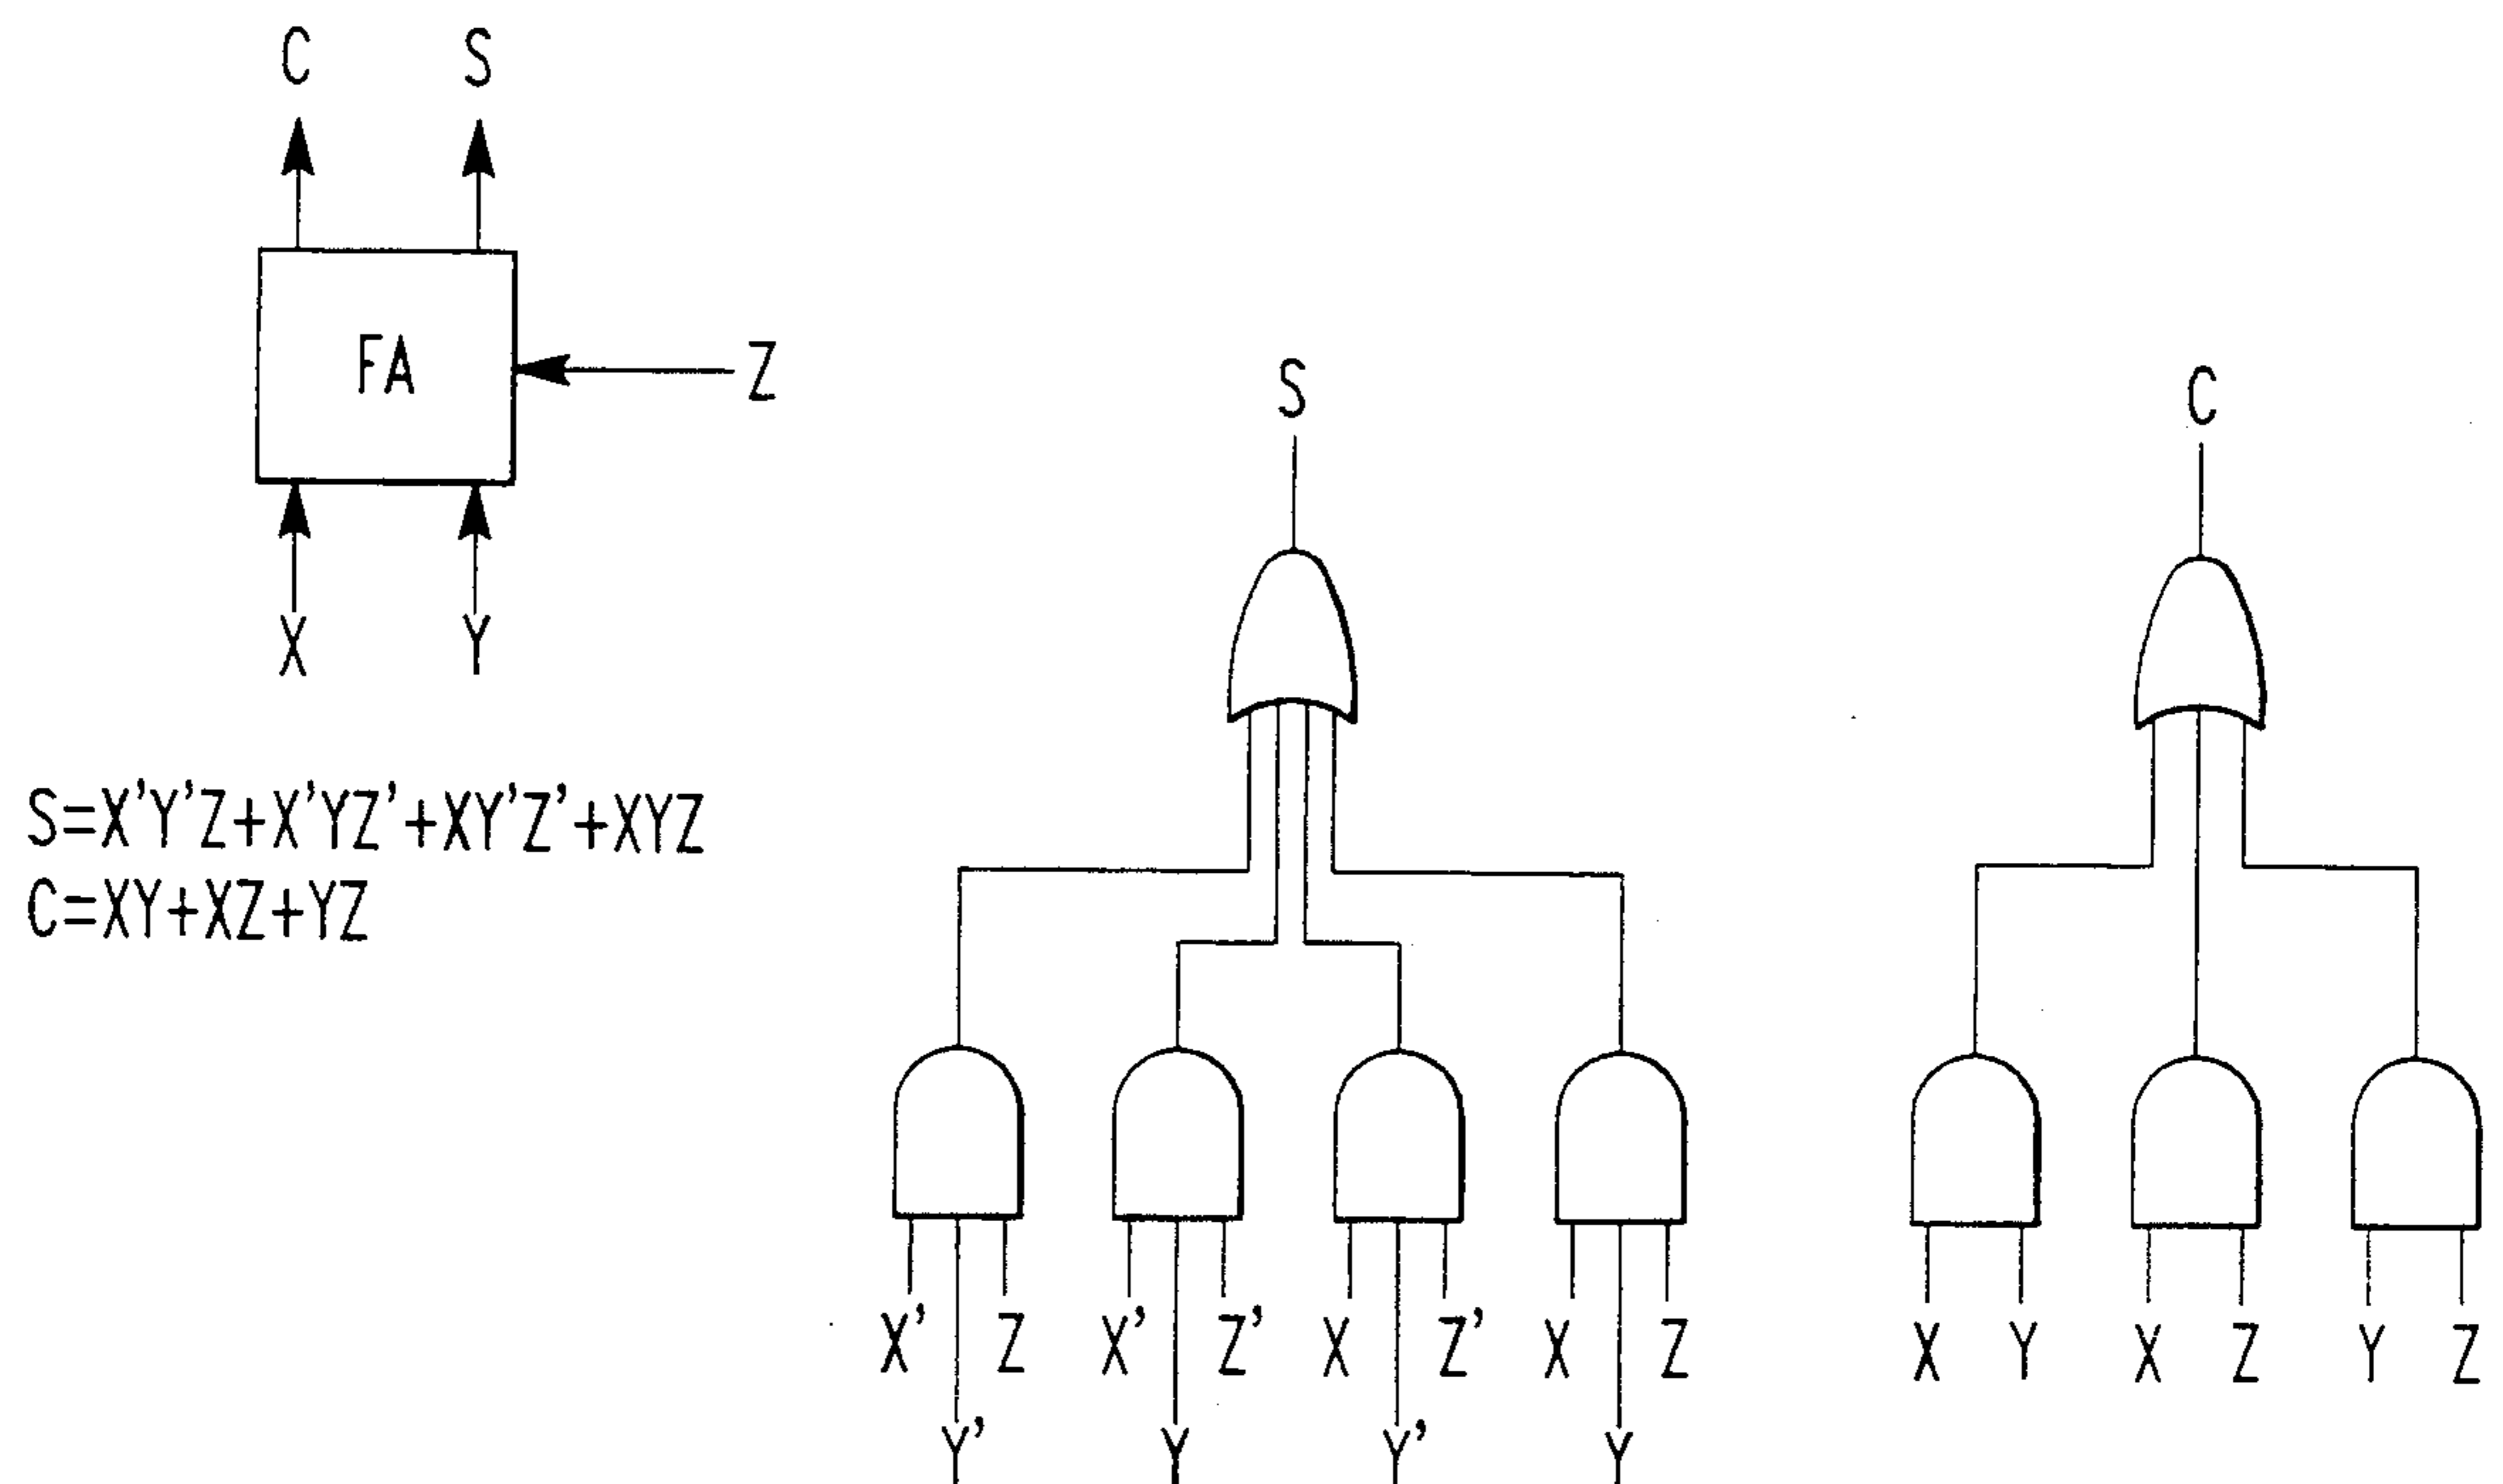 C S
FA
Z
X Y
S=X'Y'Z+X'YZ'+XY'Z'+XYZ
C=XY+XZ+YZ
S
C
X' Z X' Z' X Z' X Z
Y' Y Y' Y
X Y X Z Y Z